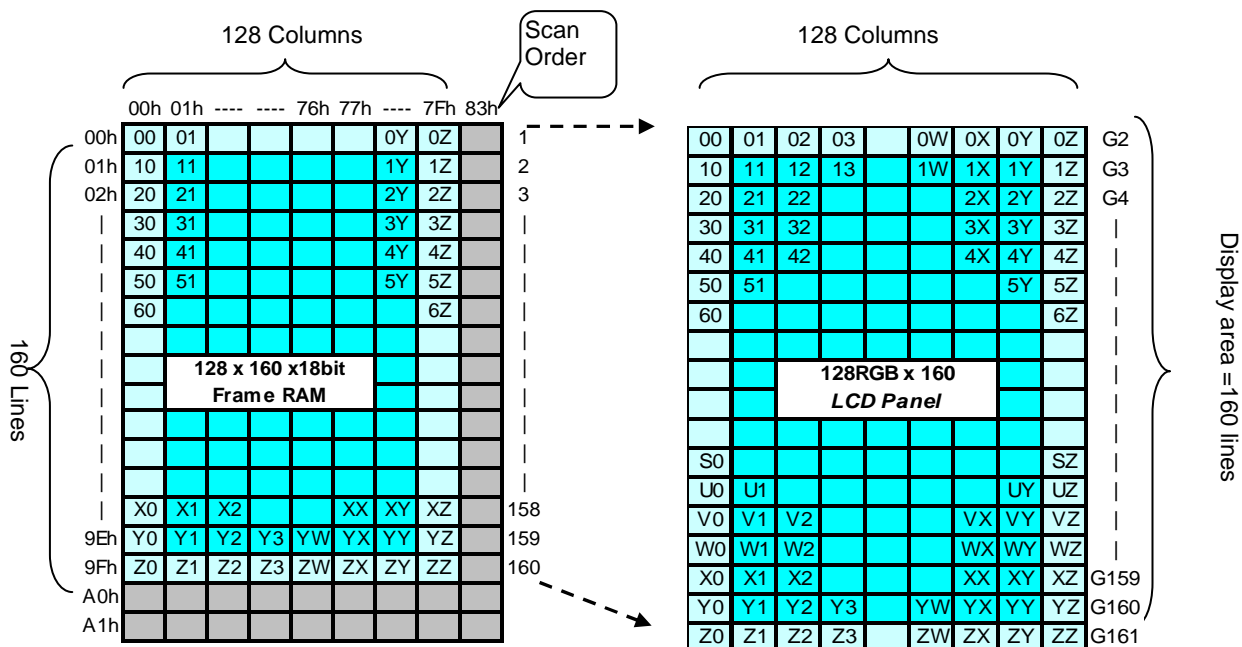 128 Columns
Scan
Order
128 Columns
00h 01h ---- ---- 76h 77h ---- 7Fh 83h
00h 00 01 0Y 0Z 1
01h 10 11 1Y 1Z 2
02h 20 21 2Y 2Z 3
30 31 3Y 3Z
40 41 4Y 4Z
50 51 5Y 5Z
60 6Z
128 x 160 x18bit
Frame RAM
160 Lines
X0 X1 X2 XX XY XZ 158
9Eh Y0 Y1 Y2 Y3 YW YX YY YZ 159
9Fh Z0 Z1 Z2 Z3 ZW ZX ZY ZZ 160
A0h
A1h
00 01 02 03 0W 0X 0Y 0Z G2
10 11 12 13 1W 1X 1Y 1Z G3
20 21 22 2X 2Y 2Z G4
30 31 32 3X 3Y 3Z
40 41 42 4X 4Y 4Z
50 51 5Y 5Z
60 6Z
128RGB x 160
LCD Panel
S0 SZ
U0 U1 UY UZ
V0 V1 V2 VX VY VZ
W0 W1 W2 WX WY WZ
X0 X1 X2 XX XY XZ G159
Y0 Y1 Y2 Y3 YW YX YY YZ G160
Z0 Z1 Z2 Z3 ZW ZX ZY ZZ G161
Display area =160 lines